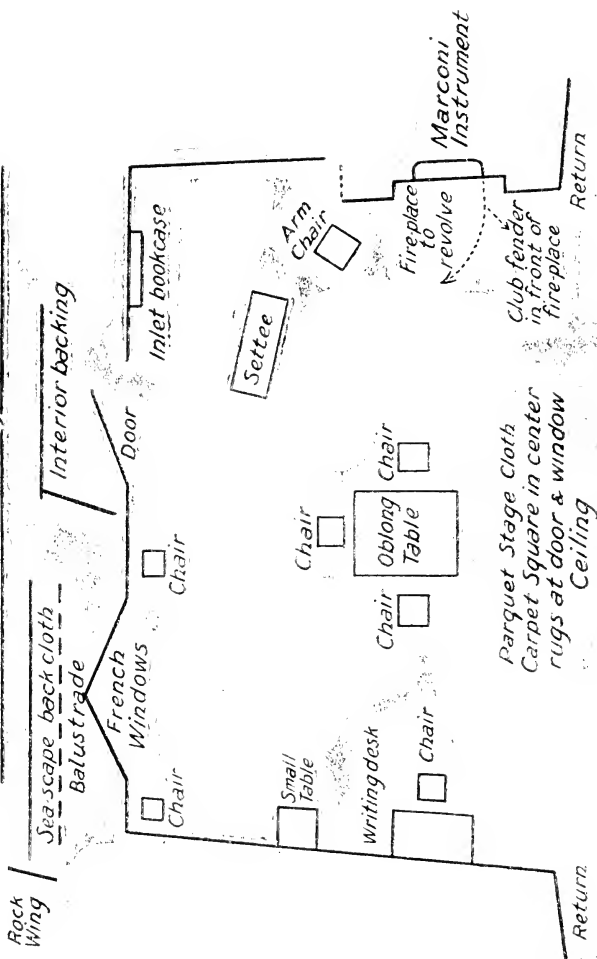 Rock
Wing
Sea-scape back cloth
Balustrade
Interior backing
French
Windows
Door
Inlet bookcase
Chair
Chair
Settee
Arm
Chair
Small
Table
Writing desk
Chair
Chair
Chair
Oblong
Table
Chair
Fire-place
to
revolve
Marconi
Instrument
Club fender
in front of
fire-place
Parquet Stage Cloth
Carpet Square in center
rugs at door & window
Ceiling
Return
Return